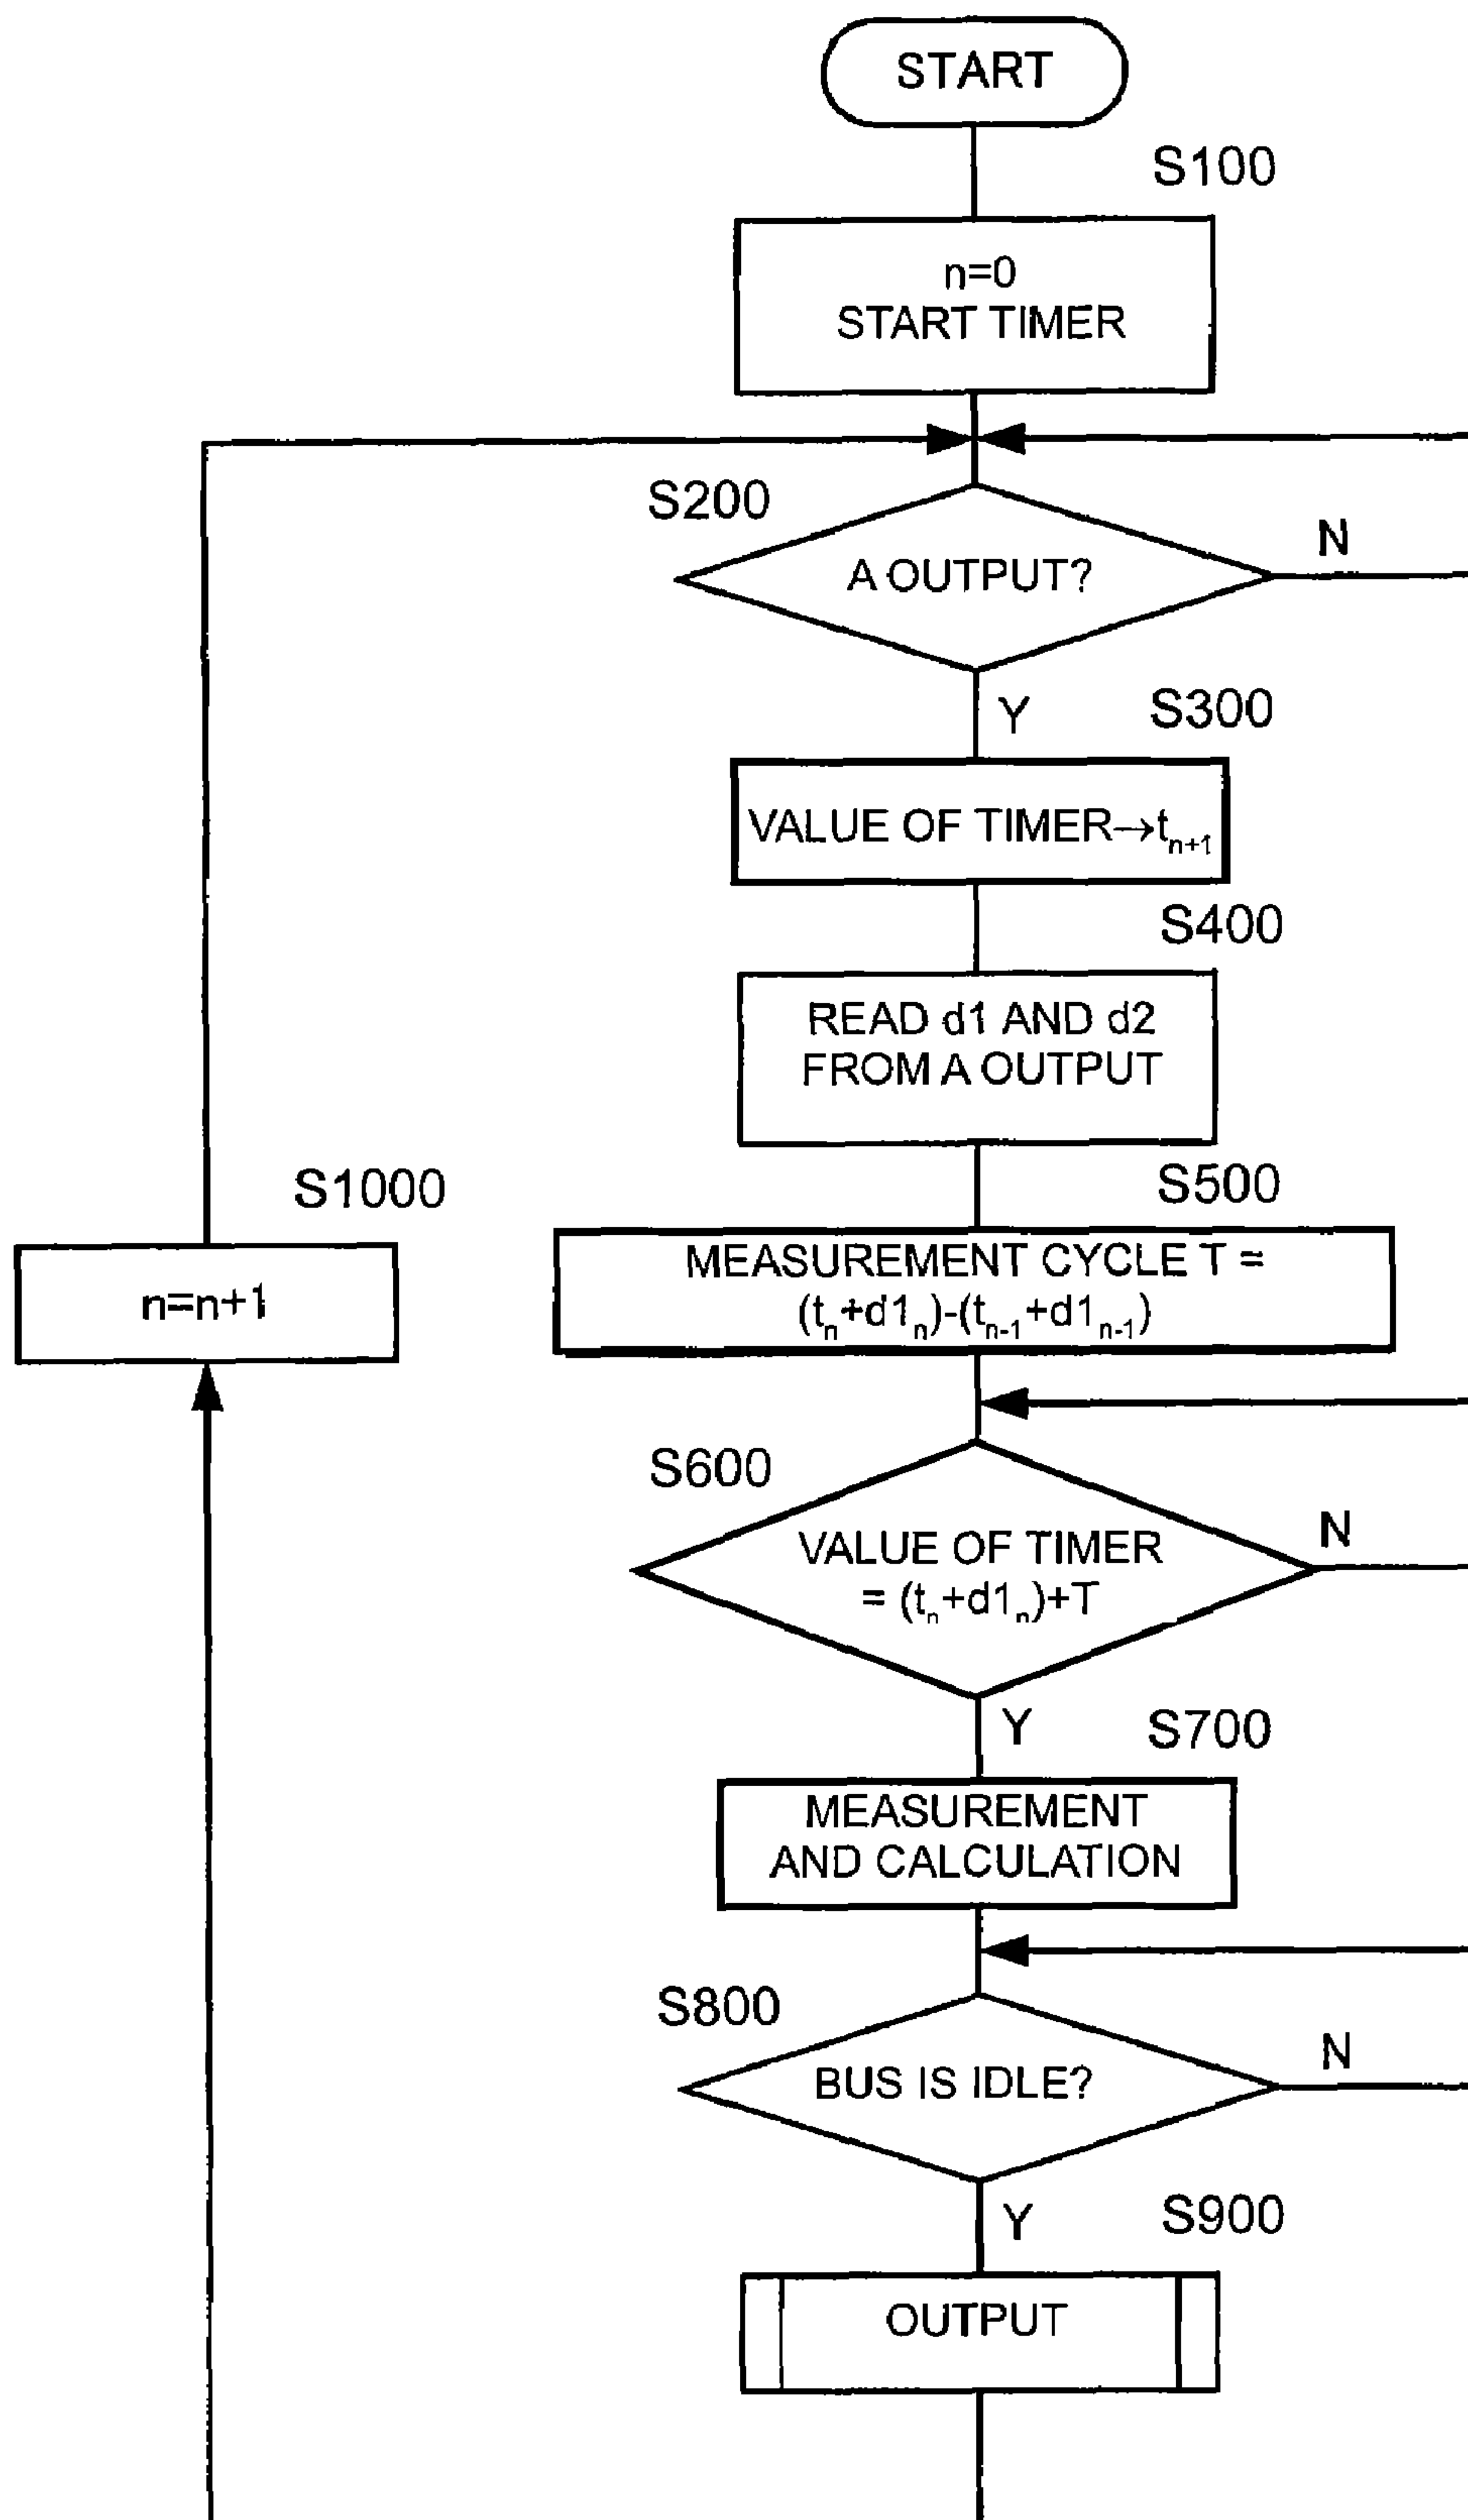 START
S100
n=0
START TIMER
S200
A OUTPUT?
N
Y
S300
VALUE OF TIMER→tn+1
S400
READ d1 AND d2
FROM A OUTPUT
S500
MEASUREMENT CYCLE T =
(tn+d1n)-(tn-1+d1n-1)
S1000
n=n+1
S600
VALUE OF TIMER
= (tn+d1n)+T
N
Y
S700
MEASUREMENT
AND CALCULATION
S800
BUS IS IDLE?
N
Y
S900
OUTPUT